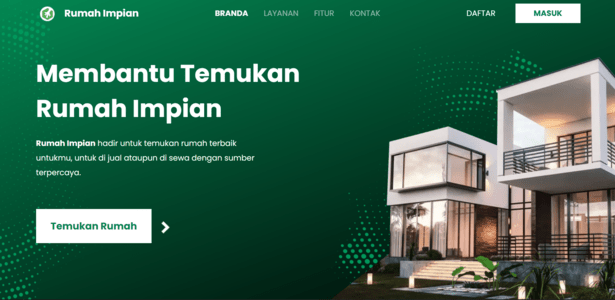 Rumah Impian
BRANDA LAYANAN FITUR KONTAK
DAFTAR
MASUK
Membantu Temukan
Rumah Impian
Rumah Impian hadir untuk temukan rumah terbaik
untukmu, untuk di jual ataupun di sewa dengan sumber
terpercaya.
Temukan Rumah